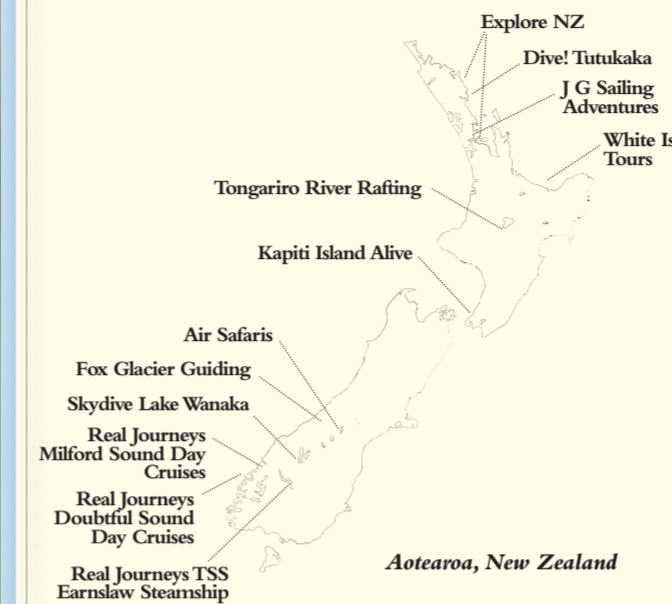 Explore NZ
Dive! Tutukaka
J G Sailing
Adventures
White
Tours
Tongariro River Rafting
Kapiti Island Alive
Air Safaris
Fox Glacier Guiding
Skydive Lake Wanaka
Real Journeys
Milford Sound Day
Cruises
Real Journeys
Doubtful Sound
Day Cruises
Real Journeys TSS
Earnslaw Steamship
Aotearoa, New Zealand